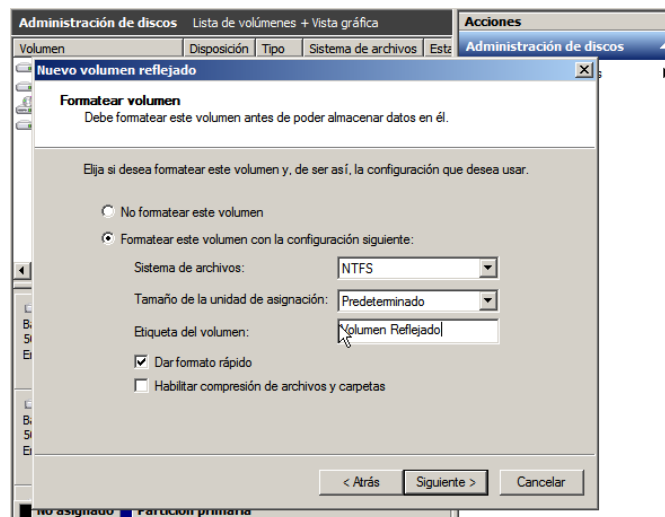 Administración de discos Lista de volúmenes + Vista gráfica
Acciones
Volumen Disposición Tipo Sistema de archivos Esta
Administración de discos
Nuevo volumen reflejado
s
Formatear volumen
Debe formatear este volumen antes de poder almacenar datos en él.
Elija si desea formatear este volumen y, de ser así, la configuración que desea usar.
No formatear este volumen
Formatear este volumen con la configuración siguiente:
Sistema de archivos: NTFS
Tamaño de la unidad de asignación: Predeterminado
Etiqueta del volumen: Volumen Reflejado
Dar formato rápido
Habilitar compresión de archivos y carpetas
< Atrás Siguiente > Cancelar
No asignado Partición primaria